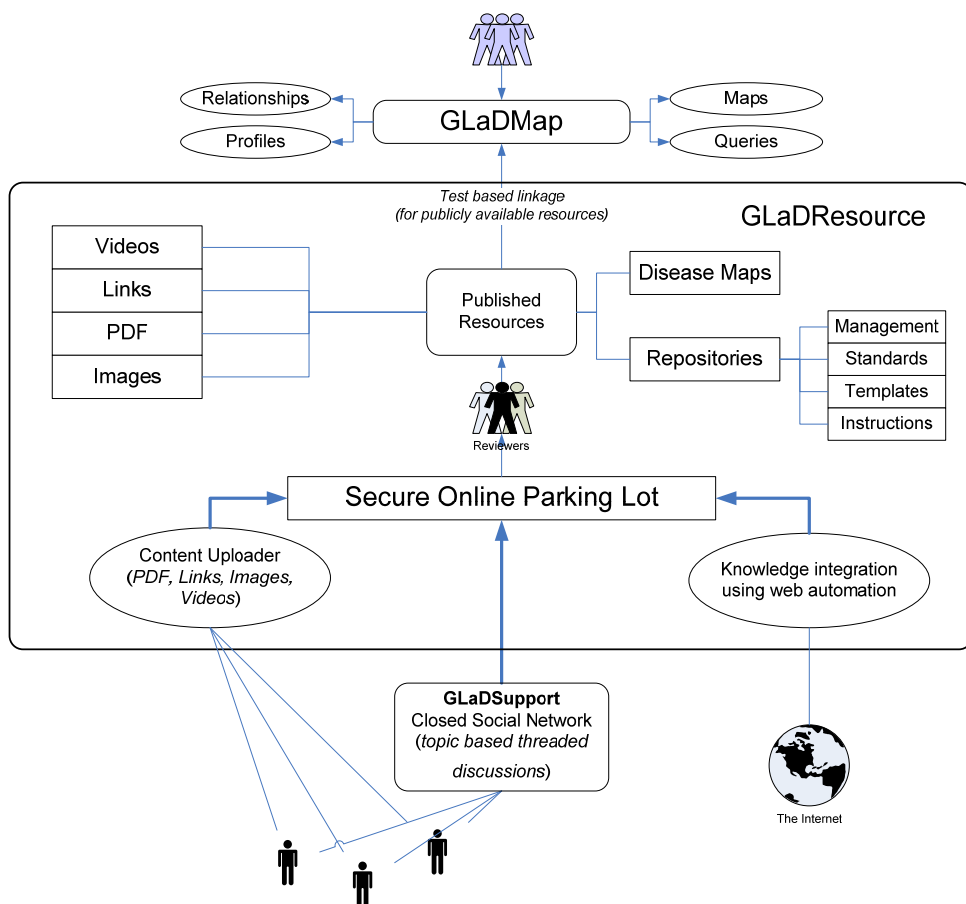 Relationships
Profiles
GLaDMap
Maps
Queries
Test based linkage
(for publicly available resources)
GLaDResource
Videos
Links
PDF
Images
Published
Resources
Disease Maps
Repositories
Management
Standards
Templates
Instructions
Reviewers
Secure Online Parking Lot
Content Uploader
(PDF, Links, Images,
Videos)
Knowledge integration
using web automation
GLaDSupport
Closed Social Network
(topic based threaded
discussions)
The Internet